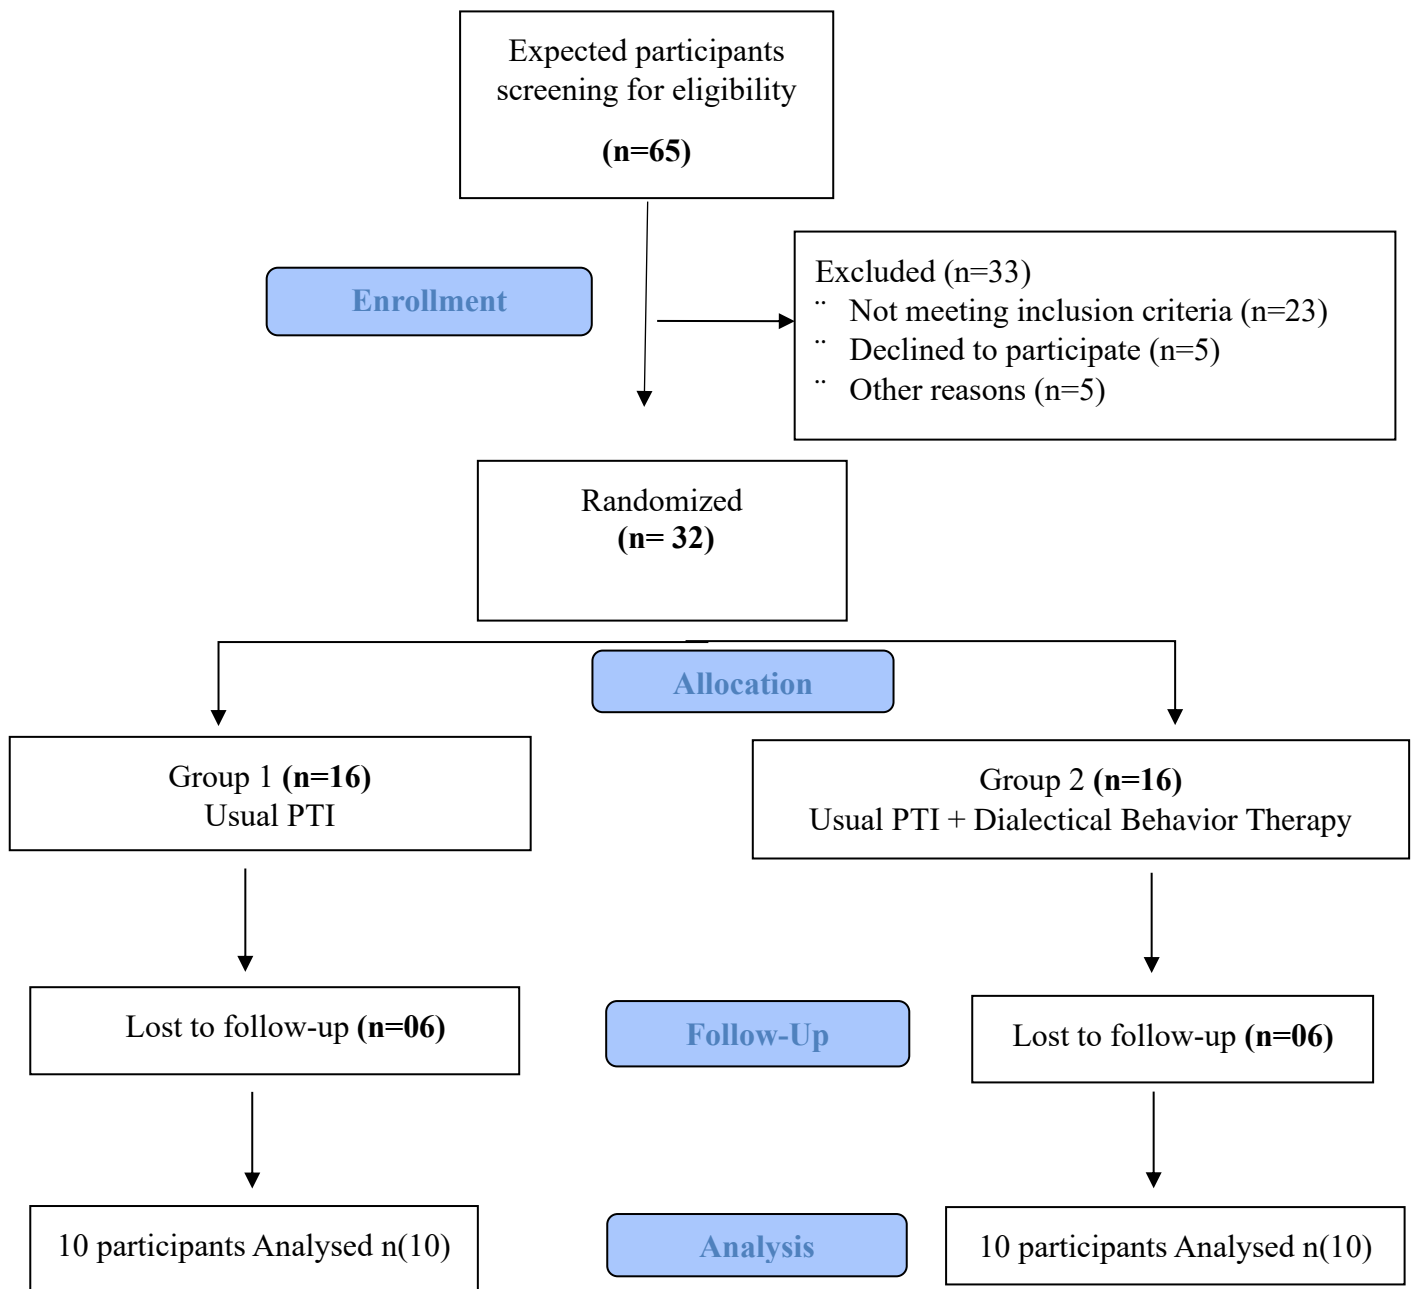 Expected participants
screening for eligibility
(n=65)
Enrollment
Excluded (n=33)
¨ Not meeting inclusion criteria (n=23)
¨ Declined to participate (n=5)
¨ Other reasons (n=5)
Randomized
(n= 32)
Allocation
Group 1 (n=16)
Usual PTI
Group 2 (n=16)
Usual PTI + Dialectical Behavior Therapy
Lost to follow-up (n=06)
Follow-Up
Lost to follow-up (n=06)
10 participants Analysed n(10)
Analysis
10 participants Analysed n(10)